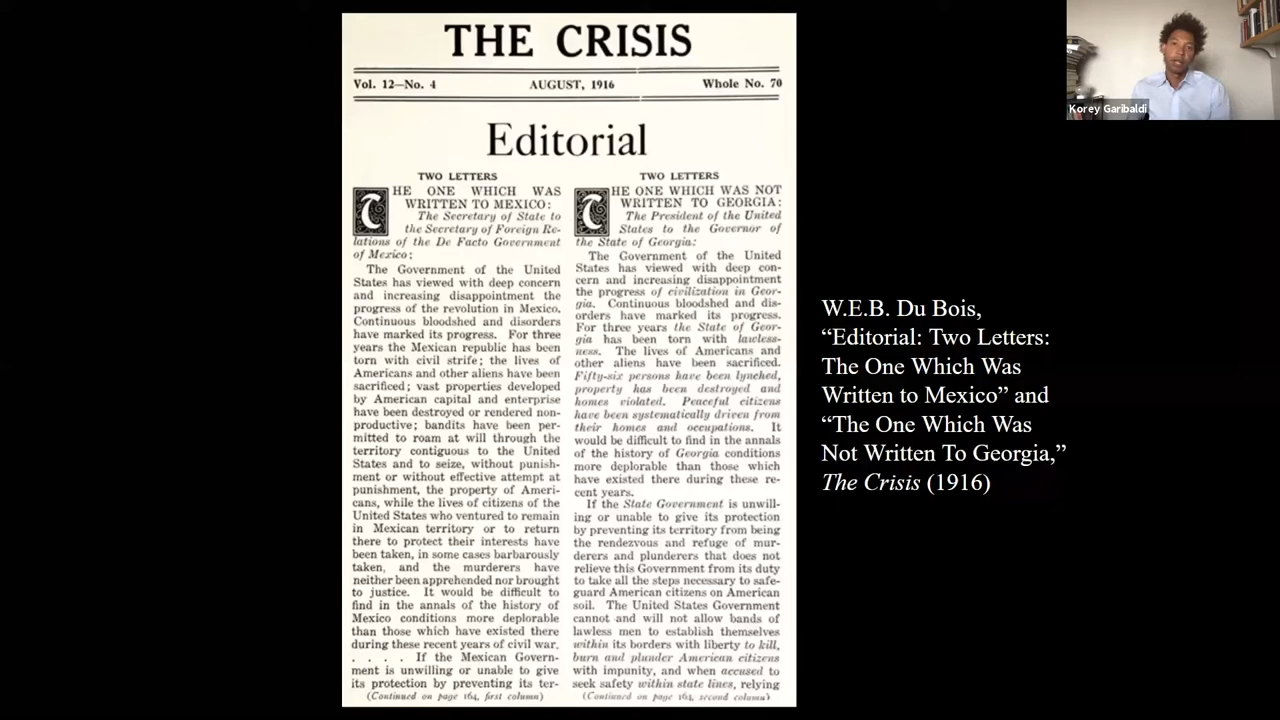 THE CRISIS
Vol. 12—No. 4 AUGUST, 1916 Whole No. 70
Editorial
TWO LETTERS
THE ONE WHICH WAS
WRITTEN TO MEXICO:
The Secretary of State to
the Secretary of Foreign Re-
lations of the De Facto Government
of Mexico:
The Government of the United
States has viewed with deep concern
and increasing disappointment the
progress of the revolution in Mexico.
Continuous bloodshed and disorders
have marked its progress. For three
years the Mexican republic has been
torn with civil strife; the lives of
Americans and other aliens have been
sacrificed; vast properties developed
by American capital and enterprise
have been destroyed or rendered non-
productive; bandits have been per-
mitted to roam at will through the
territory contiguous to the United
States and to seize, without punish-
ment or without effective attempt at
punishment, the property of Ameri-
cans, while the lives of citizens of the
United States who ventured to remain
in Mexican territory or to return
there to protect their interests have
been taken, in some cases barbarously
taken, and the murderers have
neither been apprehended nor brought
to justice. It would be difficult to
find in the annals of the history of
Mexico conditions more deplorable
than those which have existed there
during these recent years of civil war.
. . . . If the Mexican Govern-
ment is unwilling or unable to give
its protection by preventing its ter-
(Continued on page 164, first column)
TWO LETTERS
THE ONE WHICH WAS NOT
WRITTEN TO GEORGIA:
The President of the United
States to the Governor of
the State of Georgia:
The Government of the United
States has viewed with deep con-
cern and increasing disappointment
the progress of civilization in Geor-
gia. Continuous bloodshed and dis-
orders have marked its progress.
For three years the State of Geor-
gia has been torn with lawless-
ness. The lives of Americans and
other aliens have been sacrificed.
Fifty-six persons have been lynched,
property has been destroyed and
homes violated. Peaceful citizens
have been systematically driven from
their homes and occupations. It
would be difficult to find in the annals
of the history of Georgia conditions
more deplorable than those which
have existed there during these re-
cent years.
If the State Government is unwill-
ing or unable to give its protection
by preventing its territory from being
the rendezvous and refuge of mur-
derers and plunderers that does not
relieve this Government from its duty
to take all the steps necessary to safe-
guard American citizens on American
soil. The United States Government
cannot and will not allow bands of
lawless men to establish themselves
within its borders with liberty to kill,
burn and plunder American citizens
with impunity, and when accused to
seek safety within state lines, relying
(Continued on page 164, second column)
W.E.B. Du Bois,
“Editorial: Two Letters:
The One Which Was
Written to Mexico” and
“The One Which Was
Not Written To Georgia,”
The Crisis (1916)
Korey Garibaldi